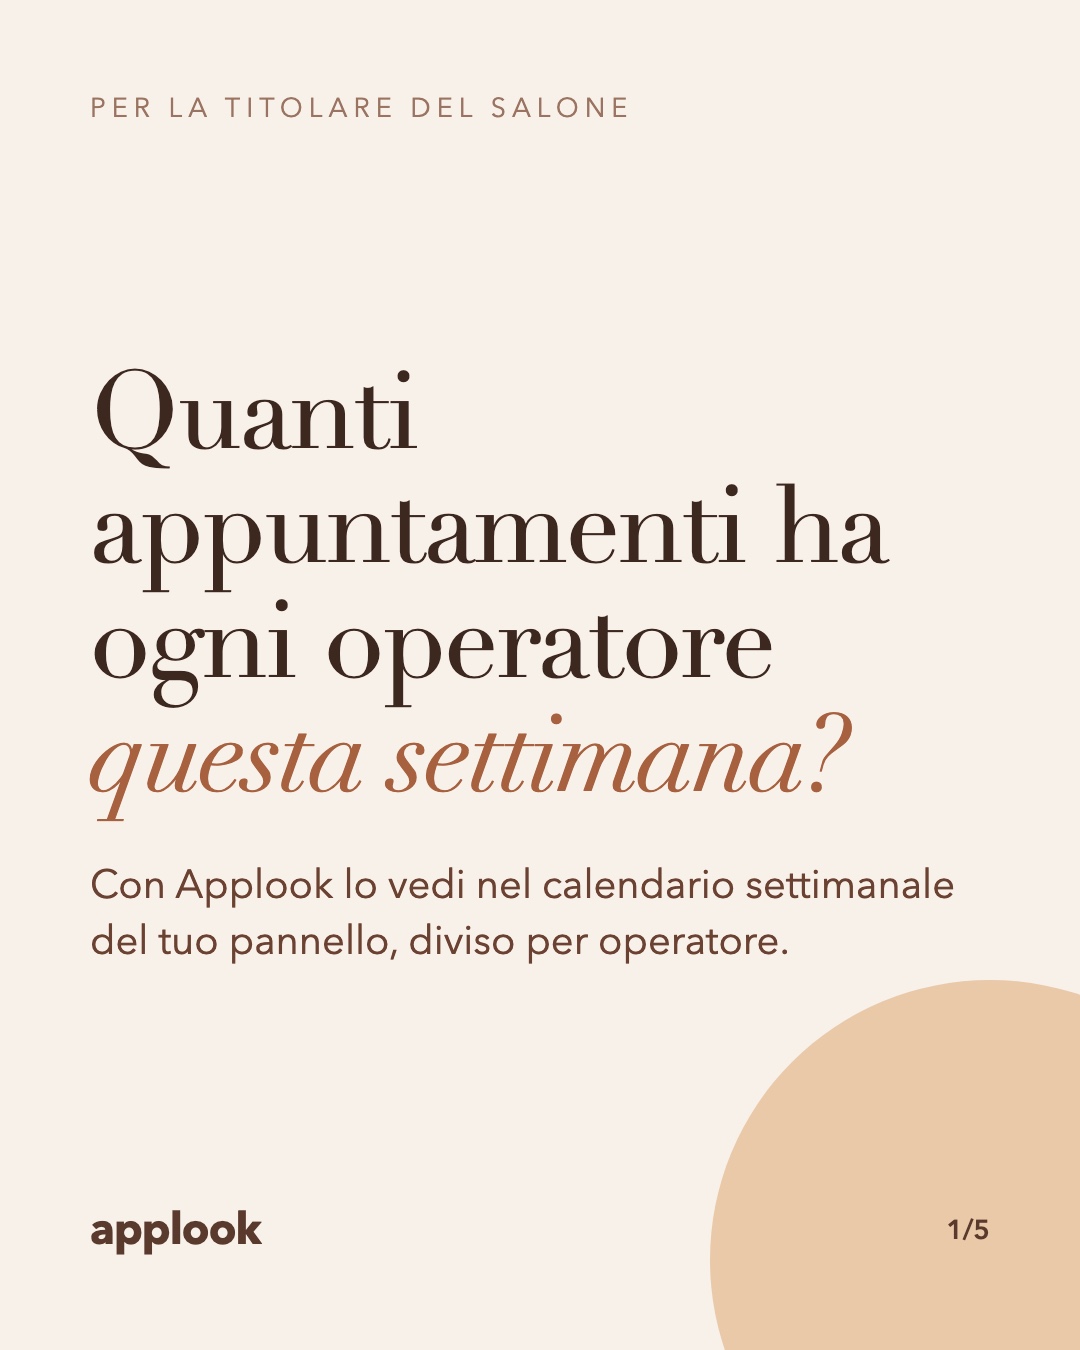 PER LA TITOLARE DEL SALONE
Quanti
appuntamenti ha
ogni operatore
questa settimana?
Con Applook lo vedi nel calendario settimanale
del tuo pannello, diviso per operatore.
applook
1/5